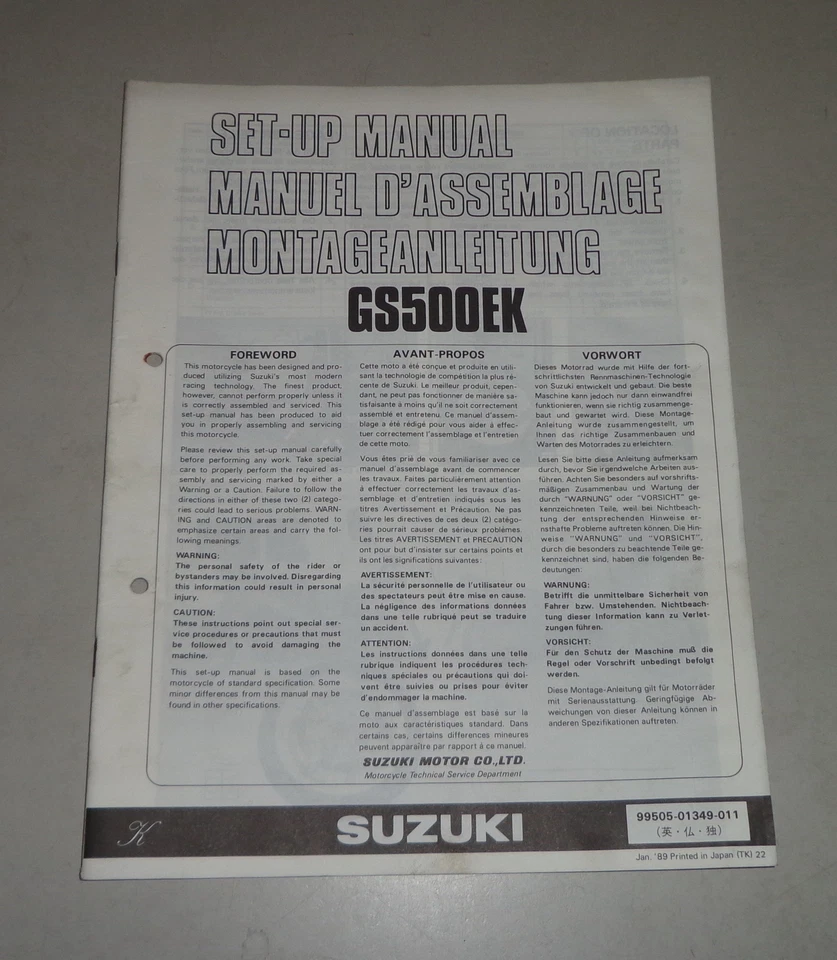 SET-UP MANUAL
MANUEL D'ASSEMBLAGE
MONTAGEANLEITUNG
GS500EK
FOREWORD
This motorcycle has been designed and pro-
duced utilizing Suzuki's most modern
racing technology. The finest product,
however, cannot perform properly unless it
is correctly assembled and serviced. This
set-up manual has been produced to aid
you in properly assembling and servicing
this motorcycle.
Please review this set-up manual carefully
before performing any work. Take special
care to properly perform the required as-
sembly and servicing marked by either a
Warning or a Caution. Failure to follow the
directions in either of these two (2) catego-
ries could lead to serious problems. WARN-
ING and CAUTION areas are denoted to
emphasize certain areas and carry the fol-
lowing meanings.
WARNING:
The personal safety of the rider or
bystanders may be involved. Disregarding
this information could result in personal
injury.
CAUTION:
These instructions point out special ser-
vice procedures or precautions that must
be followed to avoid damaging the
machine.
This set-up manual is based on the
motorcycle of standard specification. Some
minor differences from this manual may be
found in other specifications.
AVANT-PROPOS
Cette moto a été conçue et produite en utili-
sant la technologie de compétition la plus ré-
cente de Suzuki. Le meilleur produit, cepen-
dant, ne peut pas fonctionner de manière sa-
tisfaisante à moins qu'il ne soit correctement
assemblé et entretenu. Ce manuel d'assem-
blage a été rédigé pour vous aider à effec-
tuer correctement l'assemblage et l'entretien
de cette moto.
Vous êtes prié de vous familiariser avec ce
manuel d'assemblage avant de commencer
les travaux. Faites particulièrement attention
à effectuer correctement les travaux d'as-
semblage et d'entretien indiqués sous les
titres Avertissement et Précaution. Ne pas
suivre les directives de ces deux (2) catégo-
ries pourrait causer de sérieux problèmes.
Les titres AVERTISSEMENT et PRECAUTION
ont pour but d'insister sur certains points et
ils ont les significations suivantes:
AVERTISSEMENT:
La sécurité personnelle de l'utilisateur ou
des spectateurs peut être mise en cause.
La négligence des informations données
dans une telle rubrique peut se traduire
un accident.
ATTENTION:
Les instructions données dans une telle
rubrique indiquent les procédures tech-
niques spéciales ou précautions qui doi-
vent être suivies ou prises pour éviter
d'endommager la machine.
Ce manuel d'assemblage est basé sur la
moto aux caractéristiques standard. Dans
certains cas, certains différences mineures
peuvent apparaître par rapport à ce manuel.
VORWORT
Dieses Motorrad wurde mit Hilfe der fort-
schrittlichsten Rennmaschinen-Technologie
von Suzuki entwickelt und gebaut. Die beste
Maschine kann jedoch nur dann einwandfrei
funktionieren, wenn sie richtig zusammenge-
baut und gewartet wird. Diese Montage-
Anleitung wurde zusammengestellt, um
Ihnen das richtige Zusammenbauen und
Warten des Motorrades zu erleichtern.
Lesen Sie bitte diese Anleitung aufmerksam
durch, bevor Sie irgendwelche Arbeiten aus-
führen. Achten Sie besonders auf vorschrifts-
mäßigen Zusammenbau und Wartung der
durch "WARNUNG" oder "VORSICHT" ge-
kennzeichneten Teile, weil bei Nichtbeach-
tung der entsprechenden Hinweise er-
nsthafte Probleme auftreten können. Die Hin-
weise "WARNUNG" und "VORSICHT",
durch die besonders zu beachtende Teile ge-
kennzeichnet sind, haben die folgenden Be-
deutungen:
WARNUNG:
Betrifft die unmittelbare Sicherheit von
Fahrer bzw. Umstehenden. Nichtbeach-
tung dieser Information kann zu Verlet-
zungen führen.
VORSICHT:
Für den Schutz der Maschine muß die
Regel oder Vorschrift unbedingt befolgt
werden.
Diese Montage-Anleitung gilt für Motorräder
mit Serienausstattung. Geringfügige Ab-
weichungen von dieser Anleitung können in
anderen Spezifikationen auftreten.
SUZUKI MOTOR CO.,LTD.
Motorcycle Technical Service Department
K
SUZUKI
99505-01349-011
(英・仏・独)
Jan. '89 Printed in Japan (TK) 22